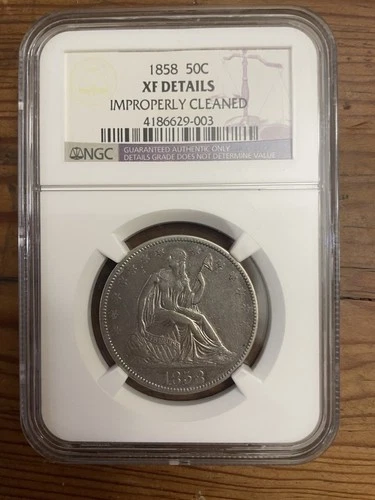 1858 50C
XF DETAILS
IMPROPERLY CLEANED
4186629-003
NGC
GUARANTEED AUTHENTIC ONLY
DETAILS GRADE DOES NOT DETERMINE VALUE
1858